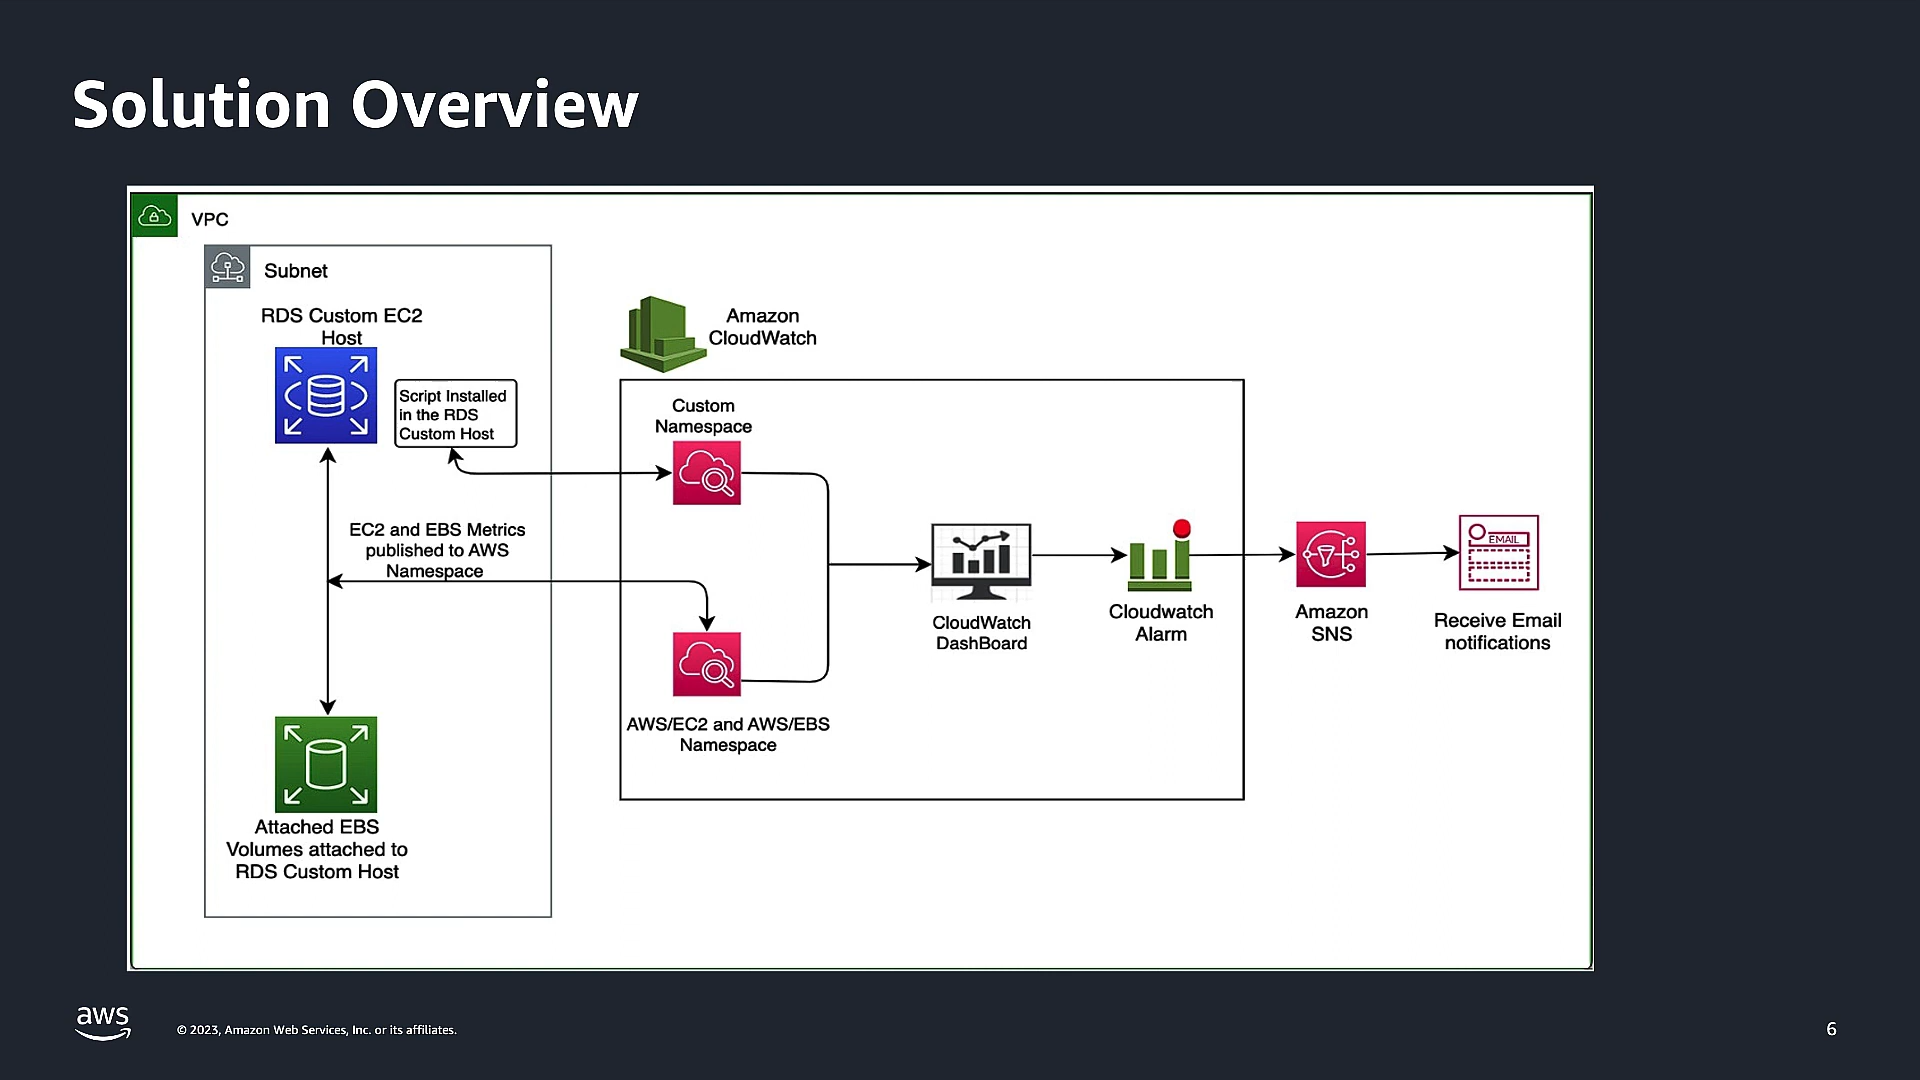 Solution Overview
VPC
Subnet
RDS Custom EC2
Host
Script Installed
in the RDS
Custom Host
EC2 and EBS Metrics
published to AWS
Namespace
Attached EBS
Volumes attached to
RDS Custom Host
Amazon
CloudWatch
Custom
Namespace
AWS/EC2 and AWS/EBS
Namespace
CloudWatch
DashBoard
Cloudwatch
Alarm
Amazon
SNS
EMAIL
Receive Email
notifications
aws
© 2023, Amazon Web Services, Inc. or its affiliates.
6